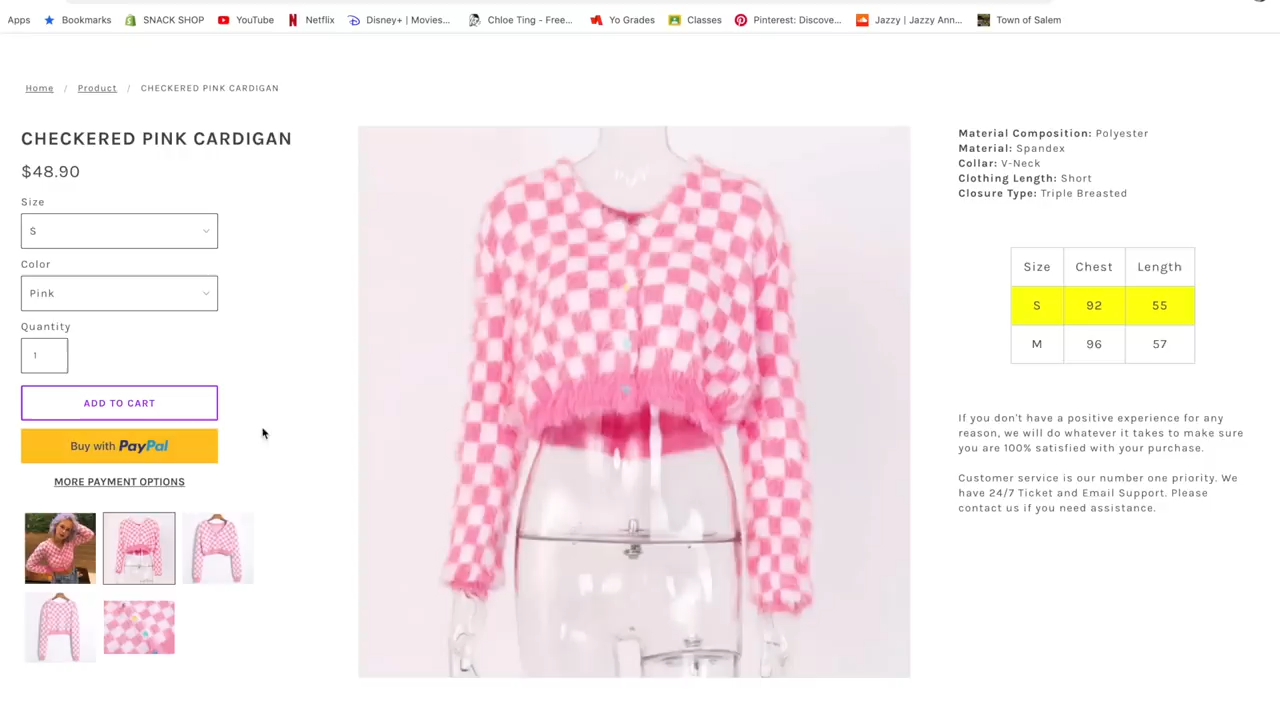 Apps Bookmarks SNACK SHOP YouTube Netflix Disney+ | Movies... Chloe Ting - Free... Yo Grades Classes Pinterest: Discove... Jazzy | Jazzy Ann... Town of Salem
Home / Product / CHECKERED PINK CARDIGAN
CHECKERED PINK CARDIGAN
$48.90
Size
S
Color
Pink
Quantity
1
ADD TO CART
Buy with PayPal
MORE PAYMENT OPTIONS
Material Composition: Polyester
Material: Spandex
Collar: V-Neck
Clothing Length: Short
Closure Type: Triple Breasted
Size Chest Length
S 92 55
M 96 57
If you don't have a positive experience for any
reason, we will do whatever it takes to make sure
you are 100% satisfied with your purchase.
Customer service is our number one priority. We
have 24/7 Ticket and Email Support. Please
contact us if you need assistance.